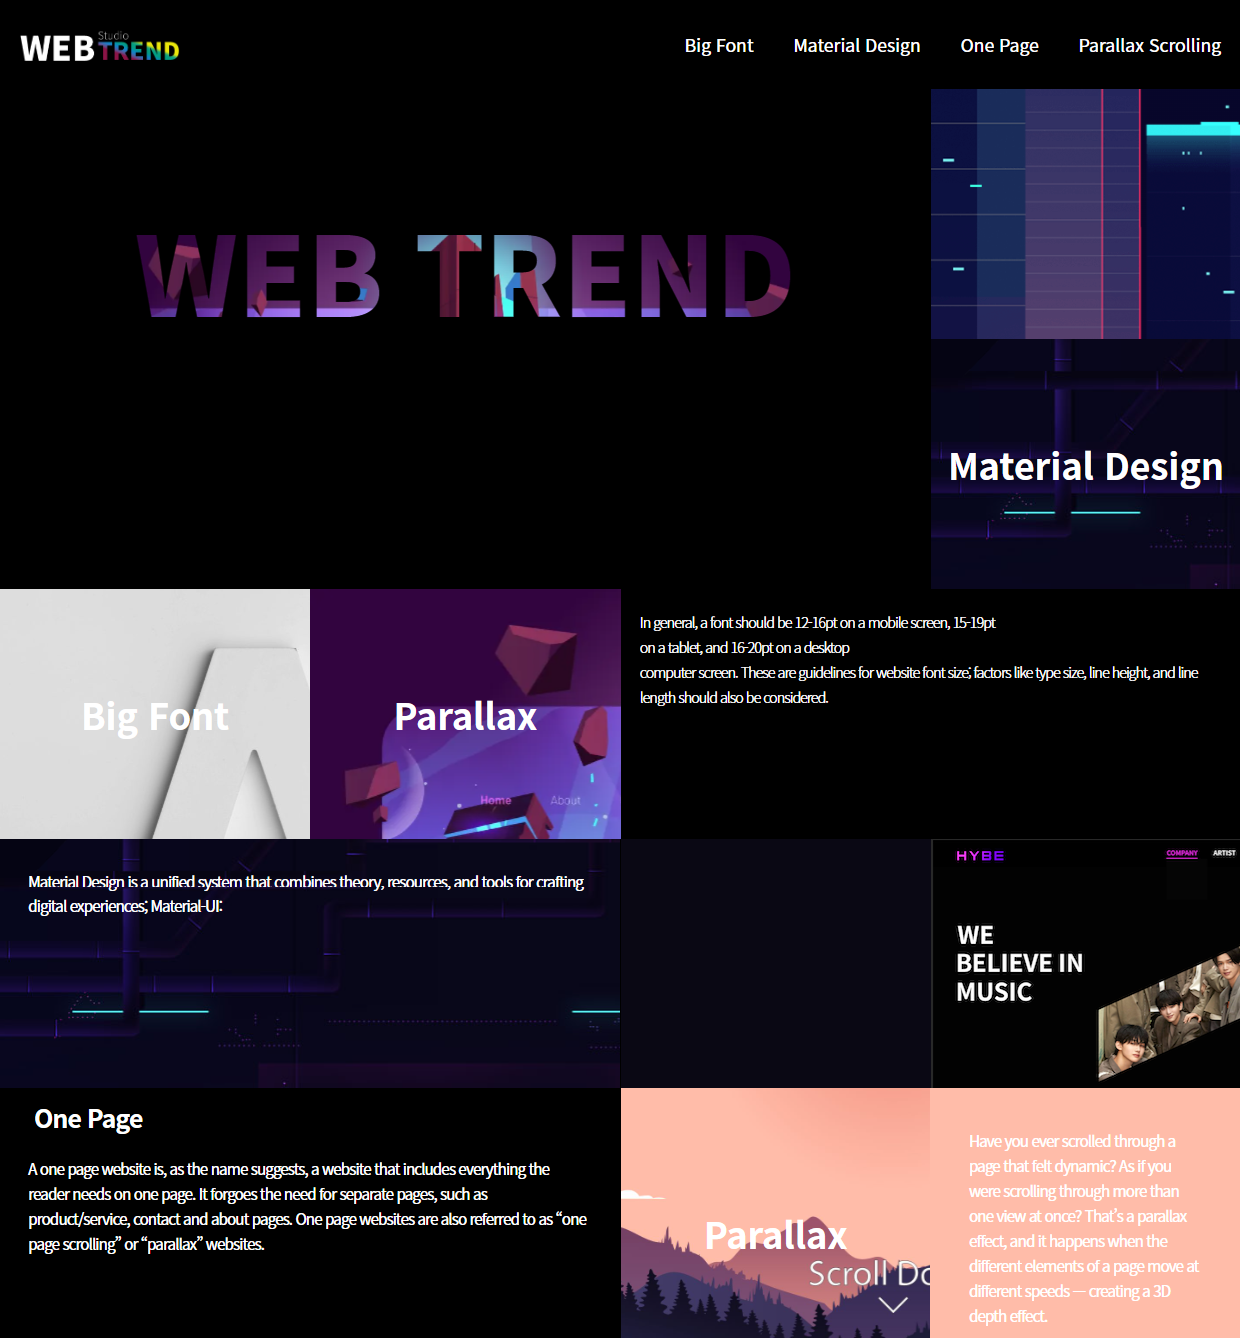 WEB Studio TREND
Big Font Material Design One Page Parallax Scrolling
WEB TREND
Material Design
Big Font
Parallax
Home About
In general, a font should be 12-16pt on a mobile screen, 15-19pt
on a tablet, and 16-20pt on a desktop
computer screen. These are guidelines for website font size; factors like type size, line height, and line
length should also be considered.
Material Design is a unified system that combines theory, resources, and tools for crafting
digital experiences; Material-UI:
HYBE COMPANY ARTIST
WE
BELIEVE IN
MUSIC
One Page
A one page website is, as the name suggests, a website that includes everything the
reader needs on one page. It forgoes the need for separate pages, such as
product/service, contact and about pages. One page websites are also referred to as “one
page scrolling” or “parallax” websites.
Parallax
Scroll Do
Have you ever scrolled through a
page that felt dynamic? As if you
were scrolling through more than
one view at once? That’s a parallax
effect, and it happens when the
different elements of a page move at
different speeds — creating a 3D
depth effect.